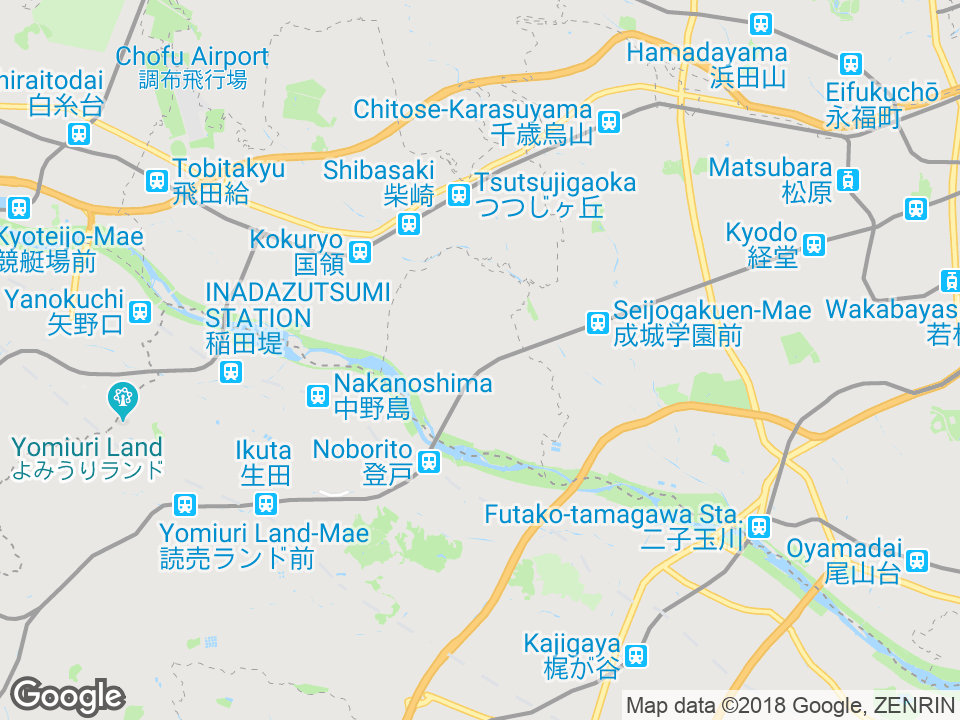 Chofu Airport
調布飛行場
Hamadayama
浜田山
Eifukuchō
永福町
hiraitodai
白糸台
Chitose-Karasuyama
千歳烏山
Tobitakyu
飛田給
Shibasaki
柴崎
Tsutsujigaoka
つつじヶ丘
Matsubara
松原
Kyoteijo-Mae
競艇場前
Kokuryo
国領
Kyodo
経堂
Yanokuchi
矢野口
INADAZUTSUMI
STATION
稲田堤
Seijogakuen-Mae
成城学園前
Wakabayas
若林
Nakanoshima
中野島
Yomiuri Land
よみうりランド
Ikuta
生田
Noborito
登戸
Yomiuri Land-Mae
読売ランド前
Futako-tamagawa Sta.
二子玉川
Oyamadai
尾山台
Kajigaya
梶が谷
Google
Map data ©2018 Google, ZENRIN